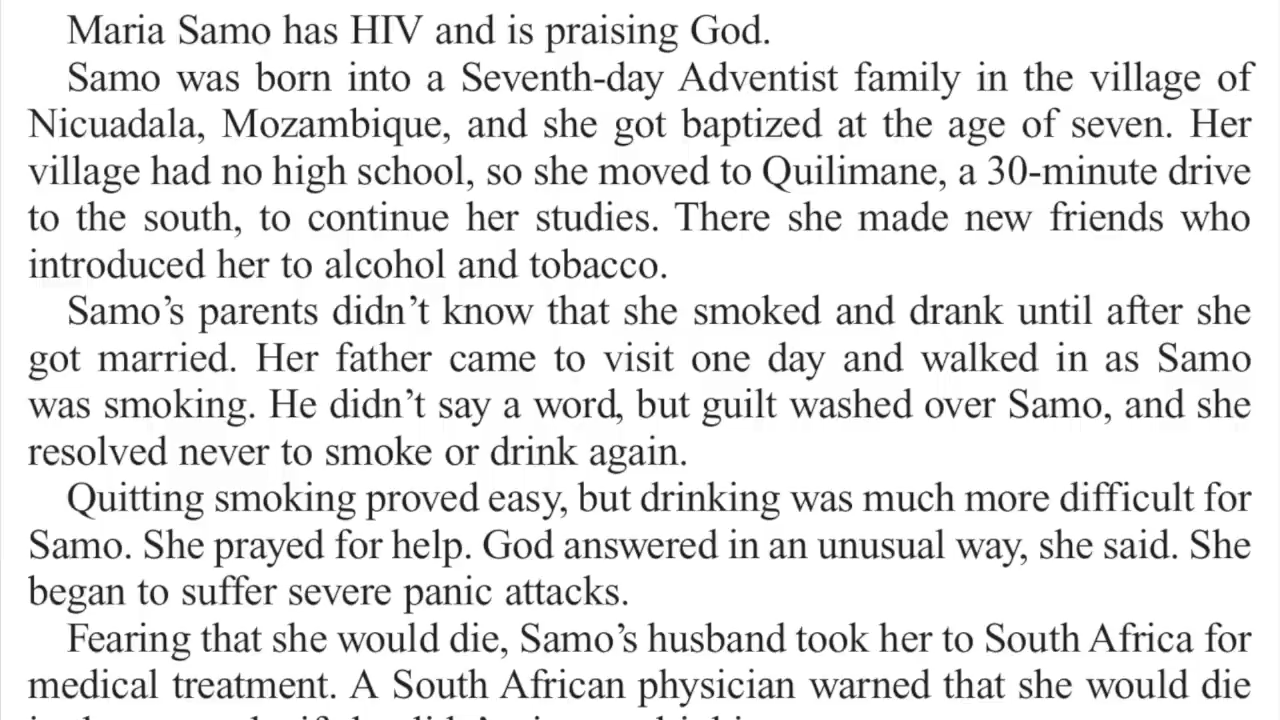 Maria Samo has HIV and is praising God.
Samo was born into a Seventh-day Adventist family in the village of
Nicuadala, Mozambique, and she got baptized at the age of seven. Her
village had no high school, so she moved to Quilimane, a 30-minute drive
to the south, to continue her studies. There she made new friends who
introduced her to alcohol and tobacco.
Samo’s parents didn’t know that she smoked and drank until after she
got married. Her father came to visit one day and walked in as Samo
was smoking. He didn’t say a word, but guilt washed over Samo, and she
resolved never to smoke or drink again.
Quitting smoking proved easy, but drinking was much more difficult for
Samo. She prayed for help. God answered in an unusual way, she said. She
began to suffer severe panic attacks.
Fearing that she would die, Samo’s husband took her to South Africa for
medical treatment. A South African physician warned that she would die